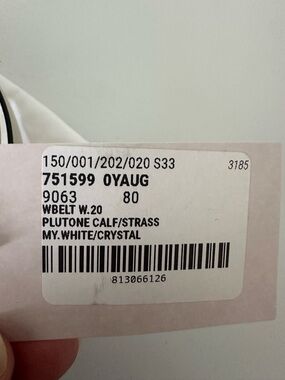 150/001/202/020 S33 3185
751599 0YAUG
9063 80
WBELT W.20
PLUTONE CALF/STRASS
MY.WHITE/CRYSTAL
813066126